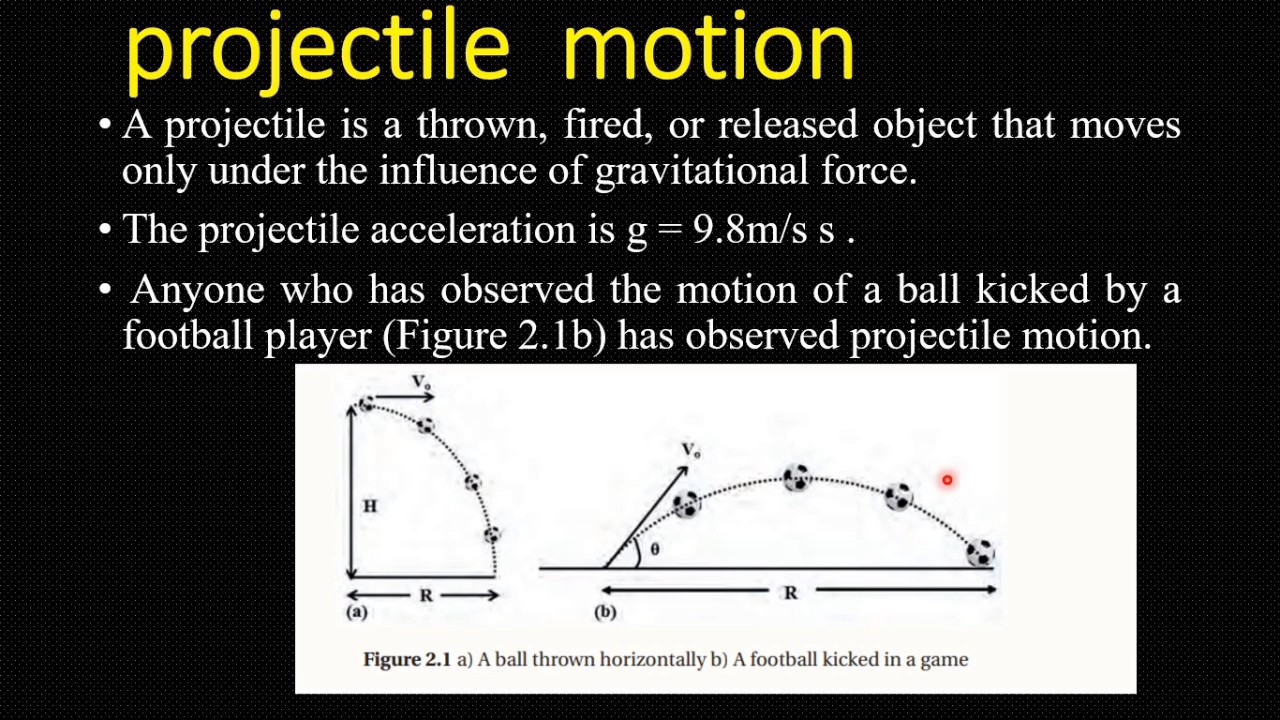 projectile motion
• A projectile is a thrown, fired, or released object that moves
only under the influence of gravitational force.
• The projectile acceleration is g = 9.8m/s s .
• Anyone who has observed the motion of a ball kicked by a
football player (Figure 2.1b) has observed projectile motion.
V₀
H
R
(a)
V₀
θ
R
(b)
Figure 2.1 a) A ball thrown horizontally b) A football kicked in a game